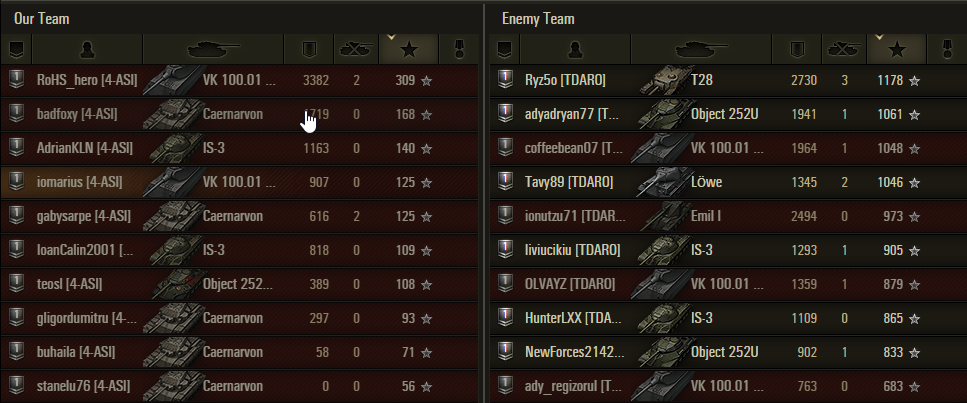 Our Team
RoHS_hero [4-ASI] VK 100.01 ... 3382 2 309
badfoxy [4-ASI] Caernarvon 168
AdrianKLN [4-ASI] IS-3 1163 0 140
iomarius [4-ASI] VK 100.01 ... 907 0 125
gabysarpe [4-ASI] Caernarvon 616 2 125
IoanCalin2001 [... IS-3 818 0 109
teosl [4-ASI] Object 252... 389 0 108
gligordumitru [4-... Caernarvon 297 0 93
buhaila [4-ASI] Caernarvon 58 0 71
stanelu76 [4-ASI] Caernarvon 0 0 56
Enemy Team
Ryz5o [TDARO] T28 2730 3 1178
adyadryan77 [T... Object 252U 1941 1 1061
coffeebean07 [T... VK 100.01 ... 1964 1 1048
Tavy89 [TDARO] Löwe 1345 2 1046
ionutzu71 [TDAR... Emil I 2494 0 973
liviucikiu [TDARO] IS-3 1293 1 905
OLVAYZ [TDARO] VK 100.01 ... 1359 1 879
HunterLXX [TDA... IS-3 1109 0 865
NewForces2142... Object 252U 902 1 833
ady_regizorul [T... VK 100.01 ... 763 0 683